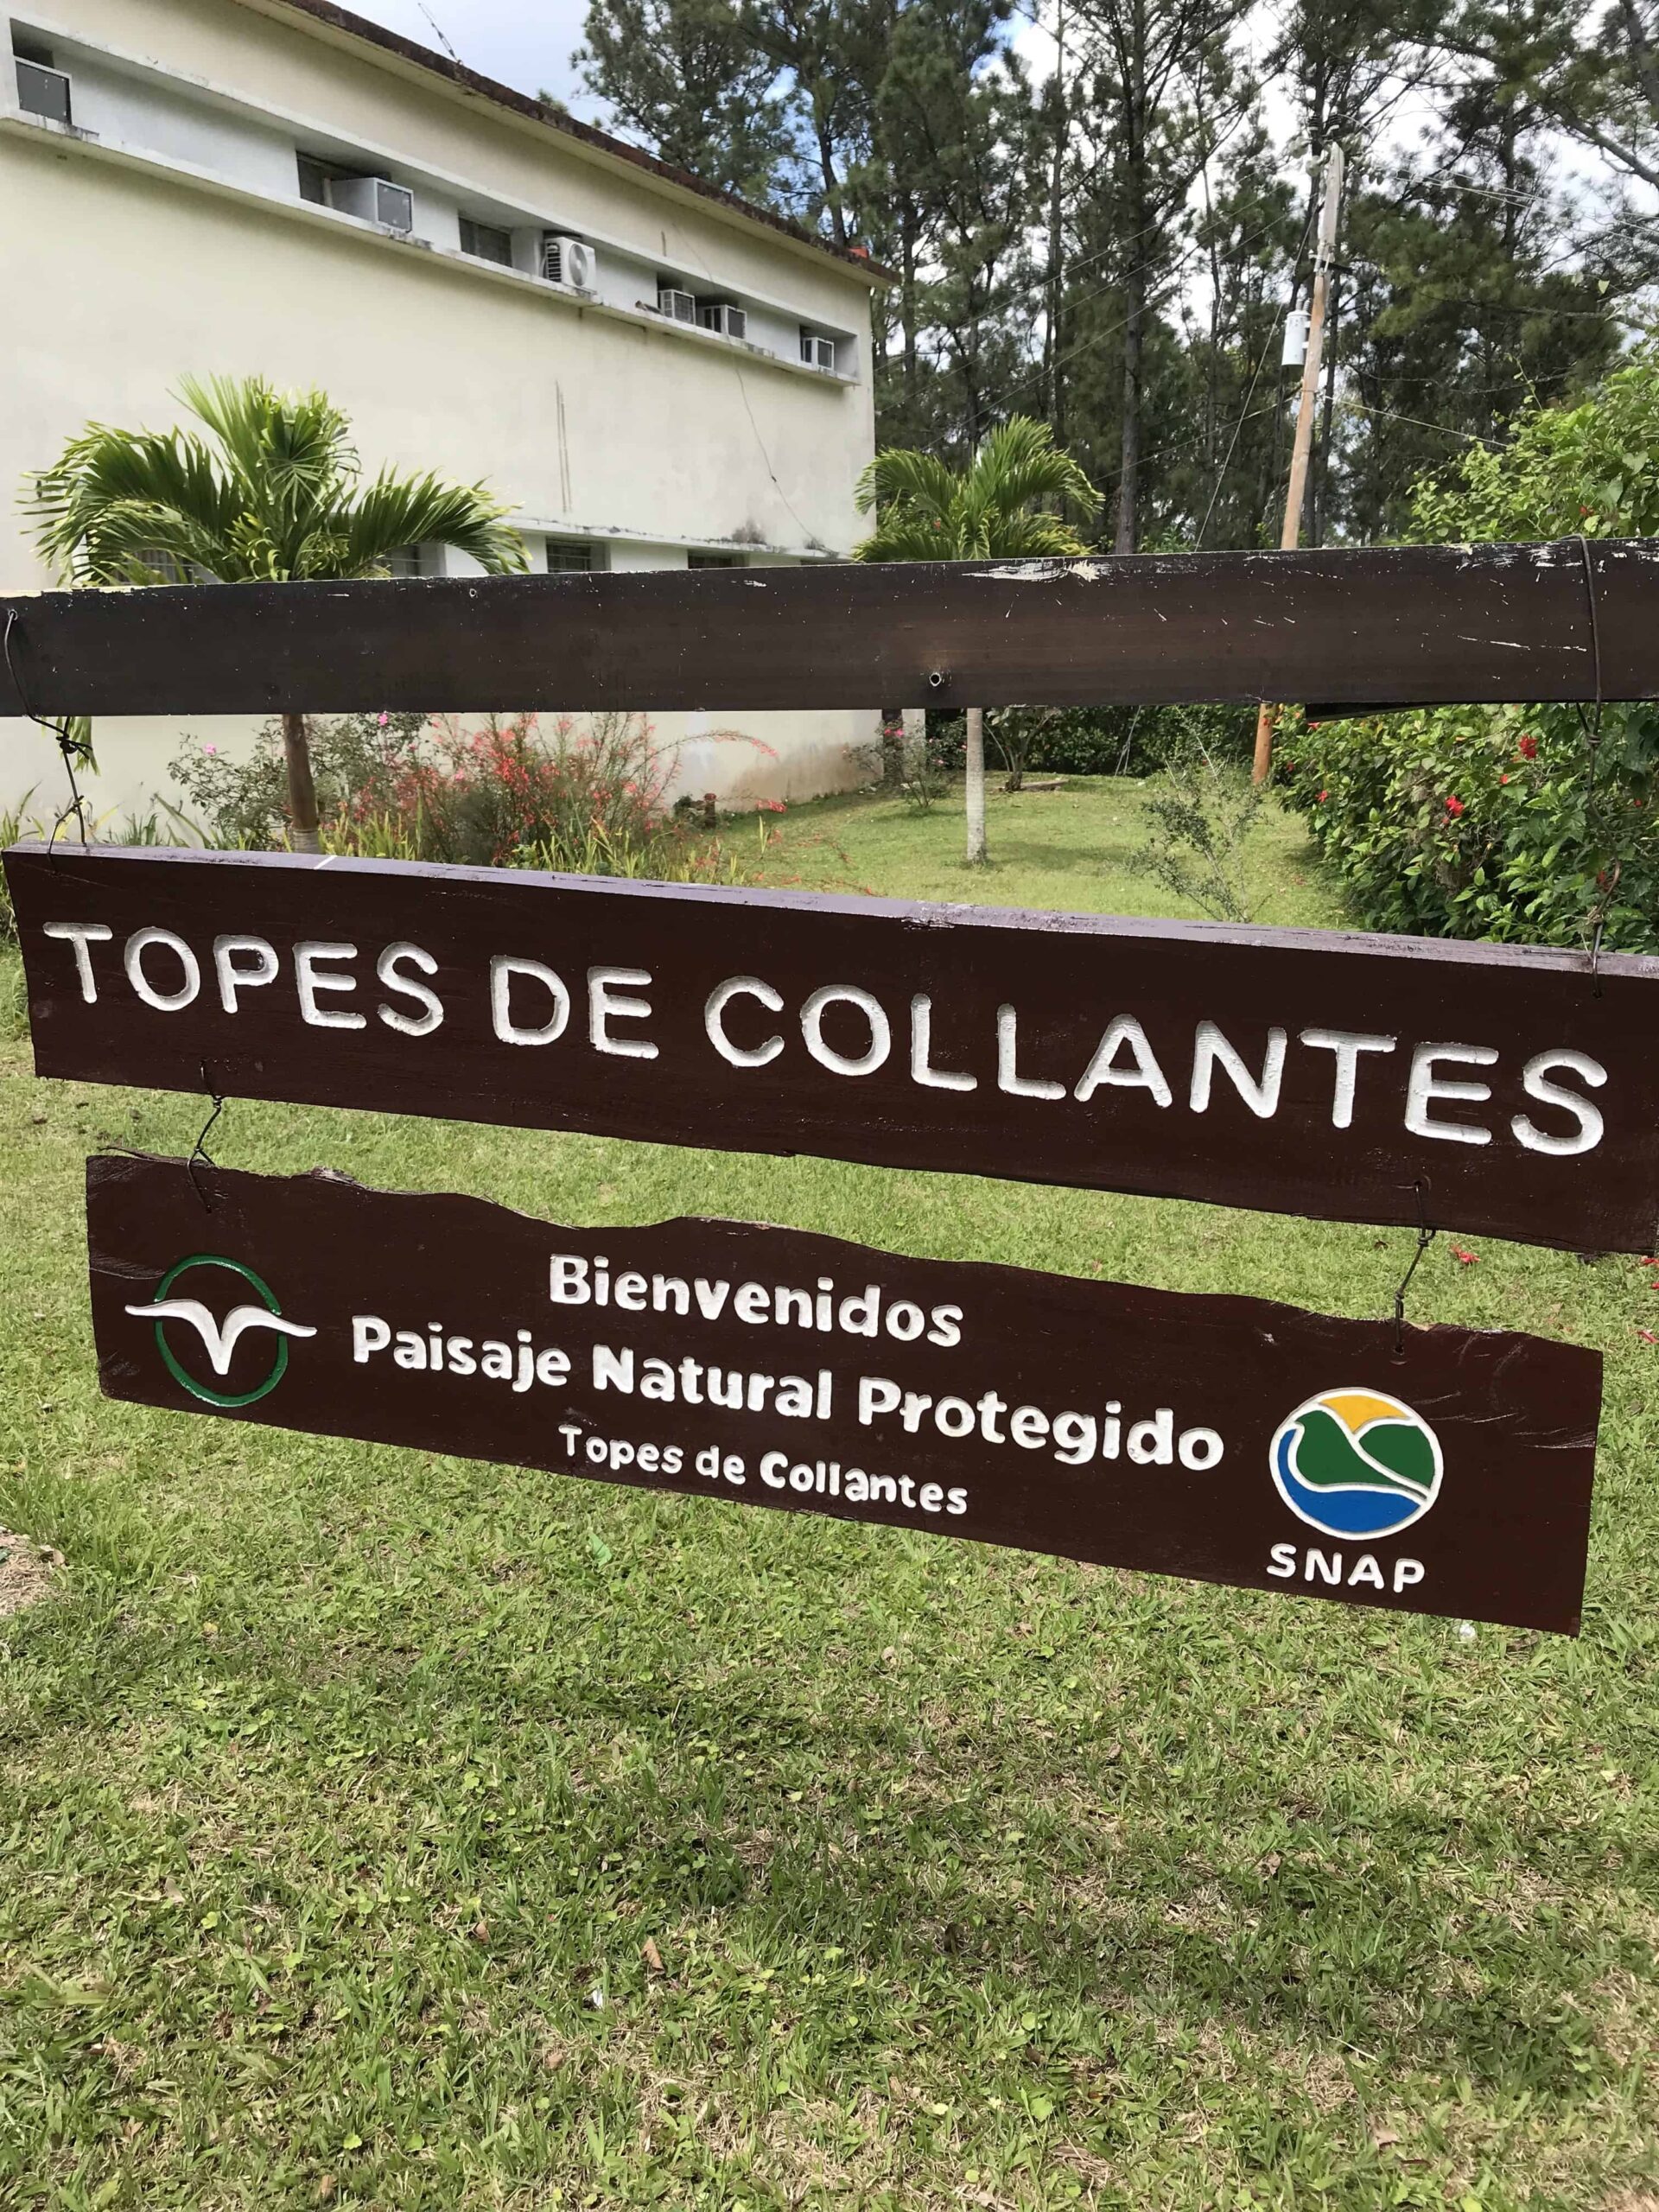 TOPES DE COLLANTES
Bienvenidos
Paisaje Natural Protegido
Topes de Collantes
SNAP